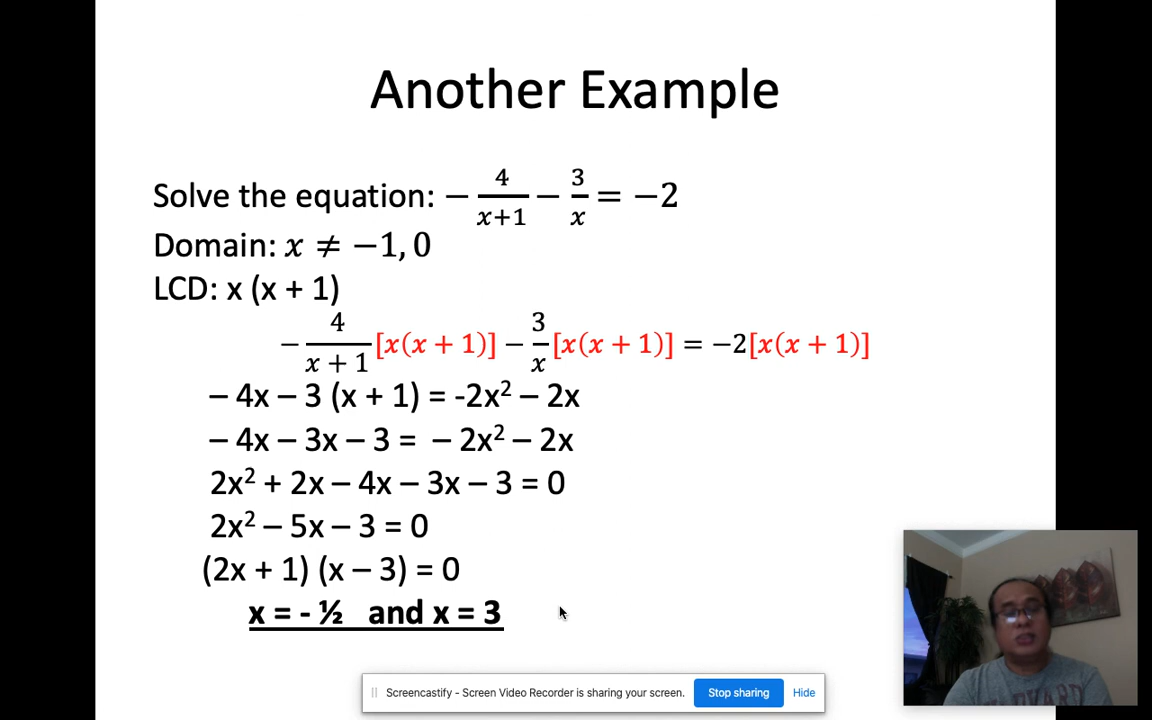 Another Example
Solve the equation: − 4/(x+1) − 3/x = −2
Domain: x ≠ −1, 0
LCD: x (x + 1)
− 4/(x + 1) [x(x + 1)] − 3/x [x(x + 1)] = −2[x(x + 1)]
– 4x – 3 (x + 1) = -2x² – 2x
– 4x – 3x – 3 = – 2x² – 2x
2x² + 2x – 4x – 3x – 3 = 0
2x² – 5x – 3 = 0
(2x + 1) (x – 3) = 0
x = - ½ and x = 3
Screencastify - Screen Video Recorder is sharing your screen. Stop sharing Hide